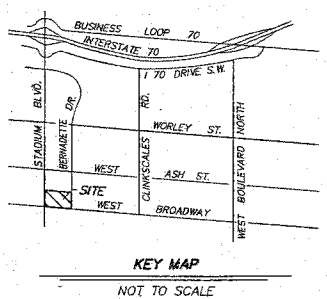 BUSINESS LOOP 70
INTERSTATE 70
I 70 DRIVE S.W.
STADIUM BLVD.
BERNADETTE DR.
CLINKSCALES RD.
WEST BOULEVARD NORTH
WORLEY ST.
WEST ASH ST.
SITE
WEST BROADWAY
KEY MAP
NOT TO SCALE